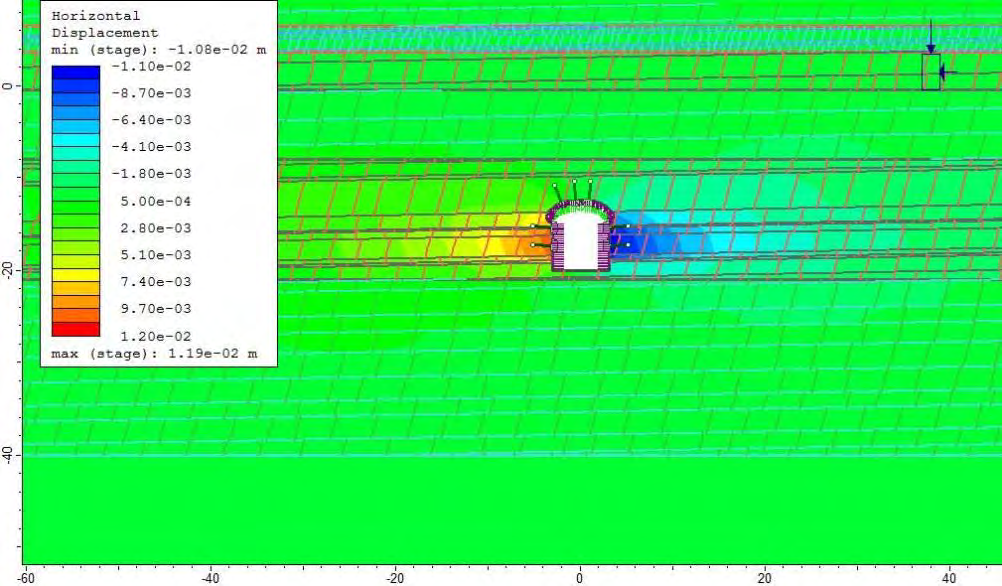 Horizontal
Displacement
min (stage): -1.08e-02 m
-1.10e-02
-8.70e-03
-6.40e-03
-4.10e-03
-1.80e-03
5.00e-04
2.80e-03
5.10e-03
7.40e-03
9.70e-03
1.20e-02
max (stage): 1.19e-02 m
0
-20
-40
-60
-40
-20
0
20
40